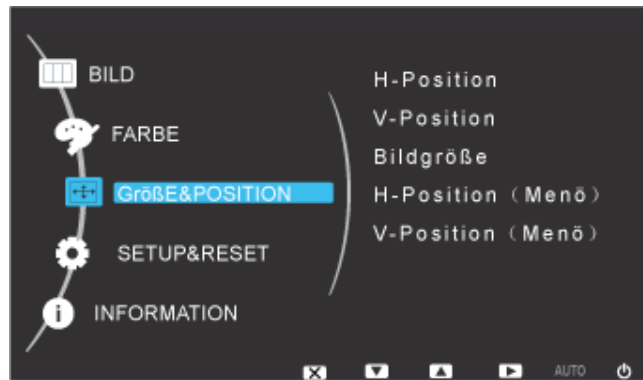 BILD
FARBE
GrößE&POSITION
SETUP&RESET
INFORMATION
H-Position
V-Position
Bildgröße
H-Position（Menö）
V-Position（Menö）
AUTO